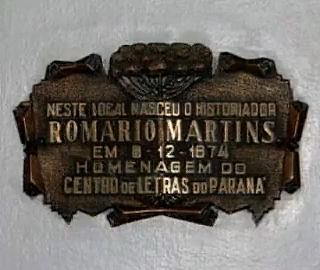 NESTE LOCAL NASCEU O HISTORIADOR
ROMARIO MARTINS
EM 8-12-1874
HOMENAGEM DO
CENTRO DE LETRAS DO PARANÁ